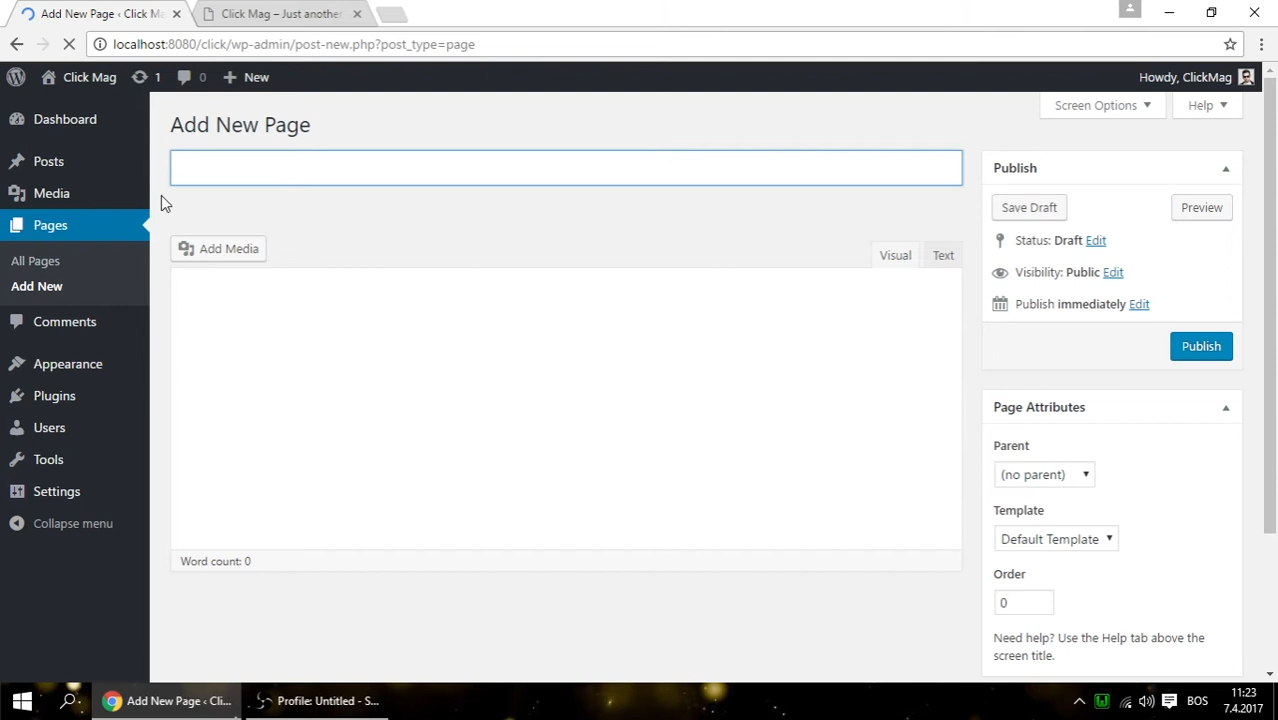 Add New Page ‹ Click Ma
Click Mag – Just another
localhost:8080/click/wp-admin/post-new.php?post_type=page
Click Mag
1
0
New
Howdy, ClickMag
Dashboard
Posts
Media
Pages
All Pages
Add New
Comments
Appearance
Plugins
Users
Tools
Settings
Collapse menu
Screen Options
Help
Add New Page
Add Media
Visual
Text
Word count: 0
Publish
Save Draft
Preview
Status: Draft Edit
Visibility: Public Edit
Publish immediately Edit
Publish
Page Attributes
Parent
(no parent)
Template
Default Template
Order
0
Need help? Use the Help tab above the
screen title.
Add New Page ‹ Cli...
Profile: Untitled - S...
BOS
11:23
7.4.2017